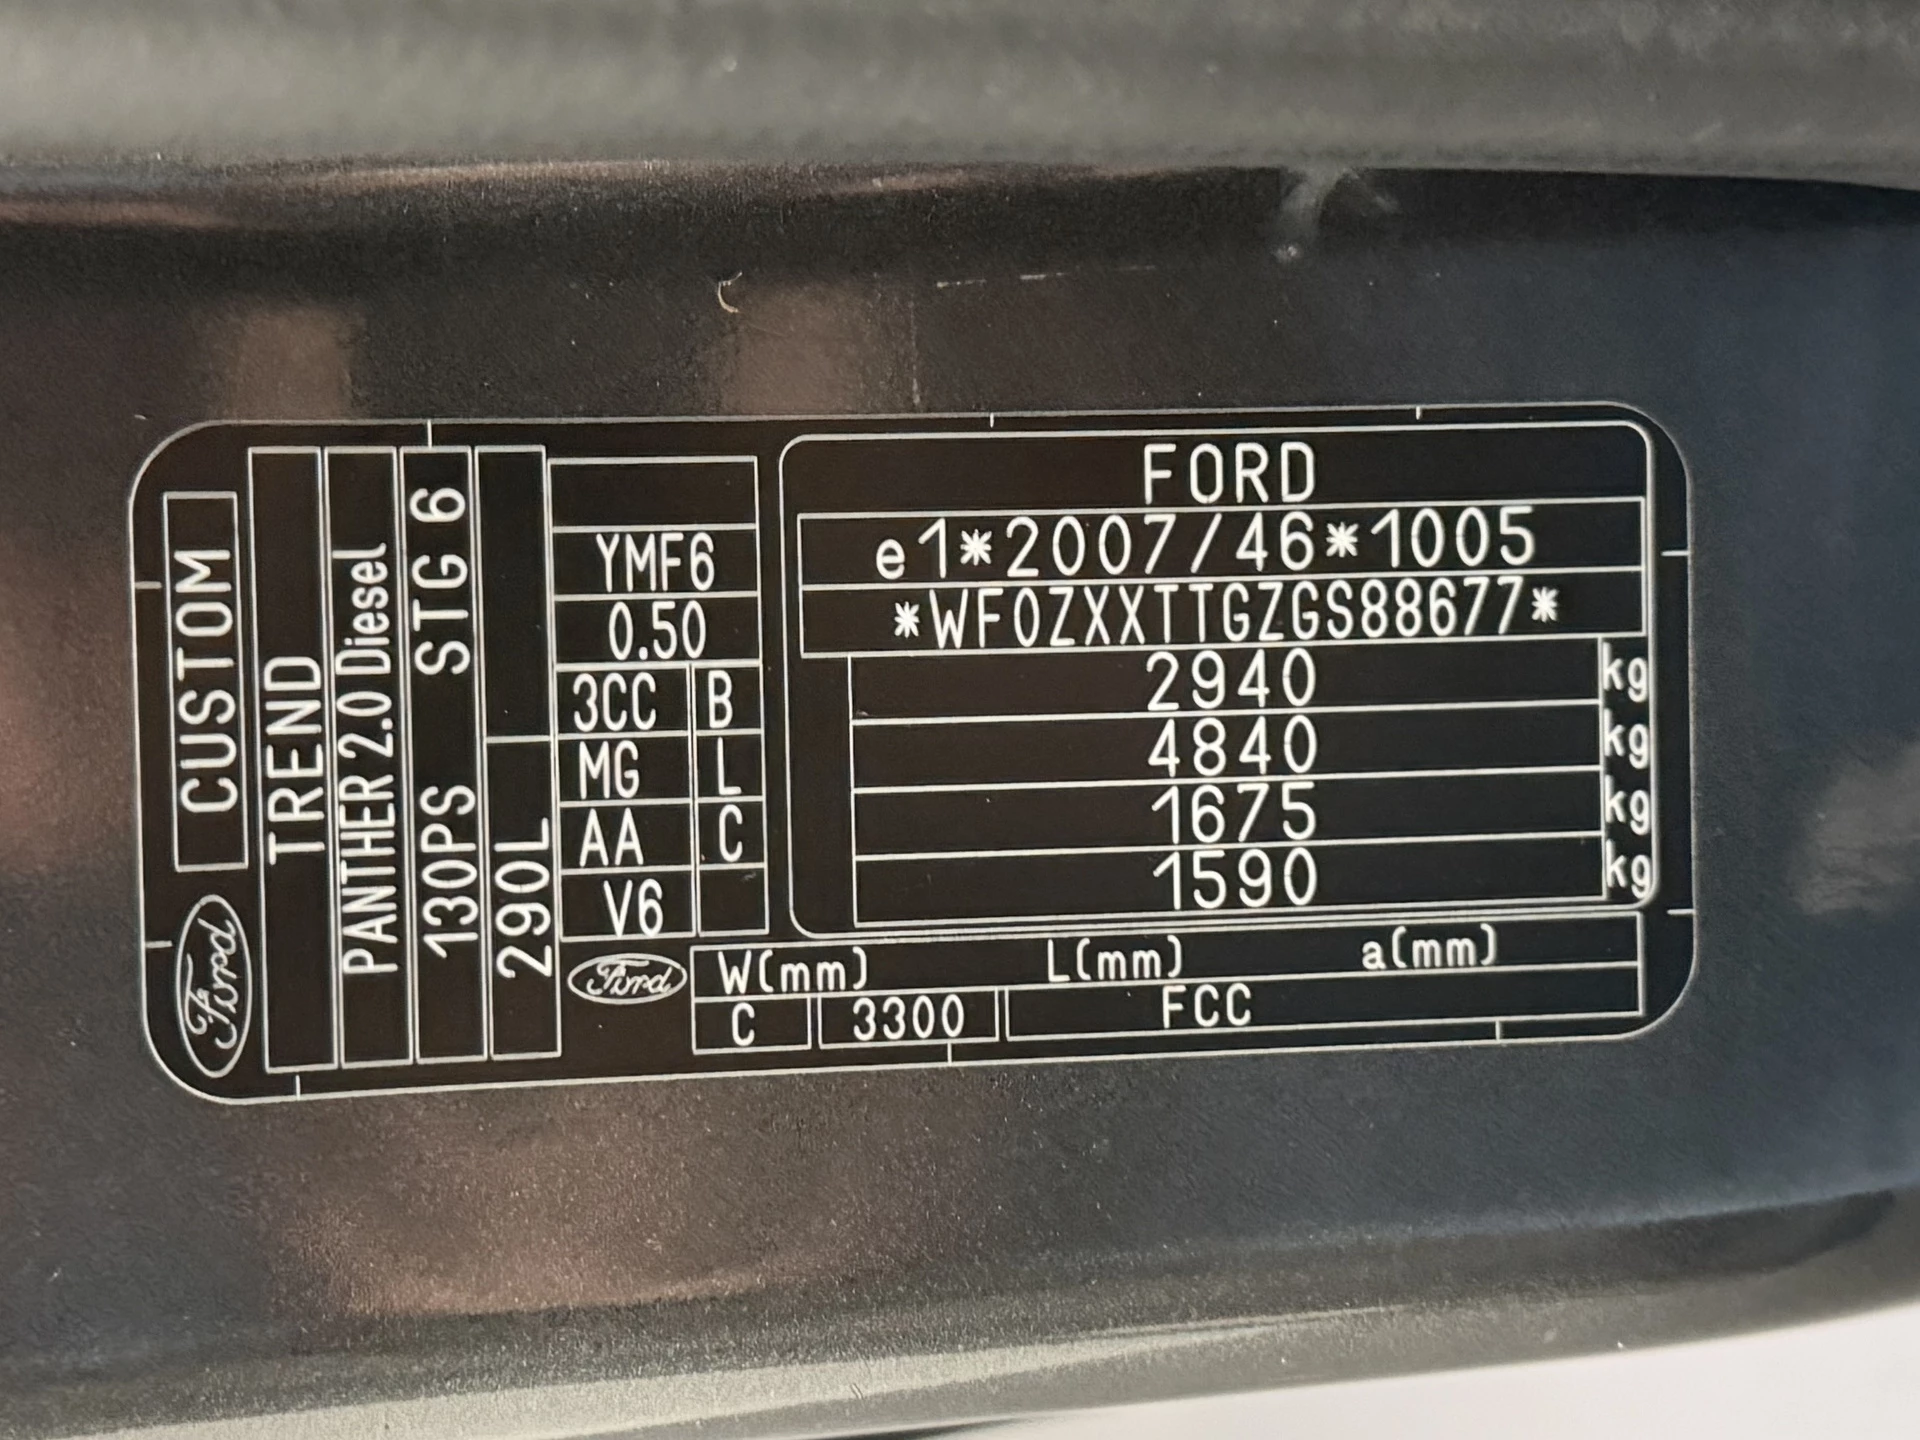 CUSTOM
Ford
TREND
PANTHER 2.0 Diesel
130PS STG 6
290L
YMF6
0.50
3CC B
MG L
AA C
V6
FORD
e1*2007/46*1005
*WF0ZXXTTGZGS88677*
2940 kg
4840 kg
1675 kg
1590 kg
Ford
W(mm) L(mm) a(mm)
C 3300 FCC